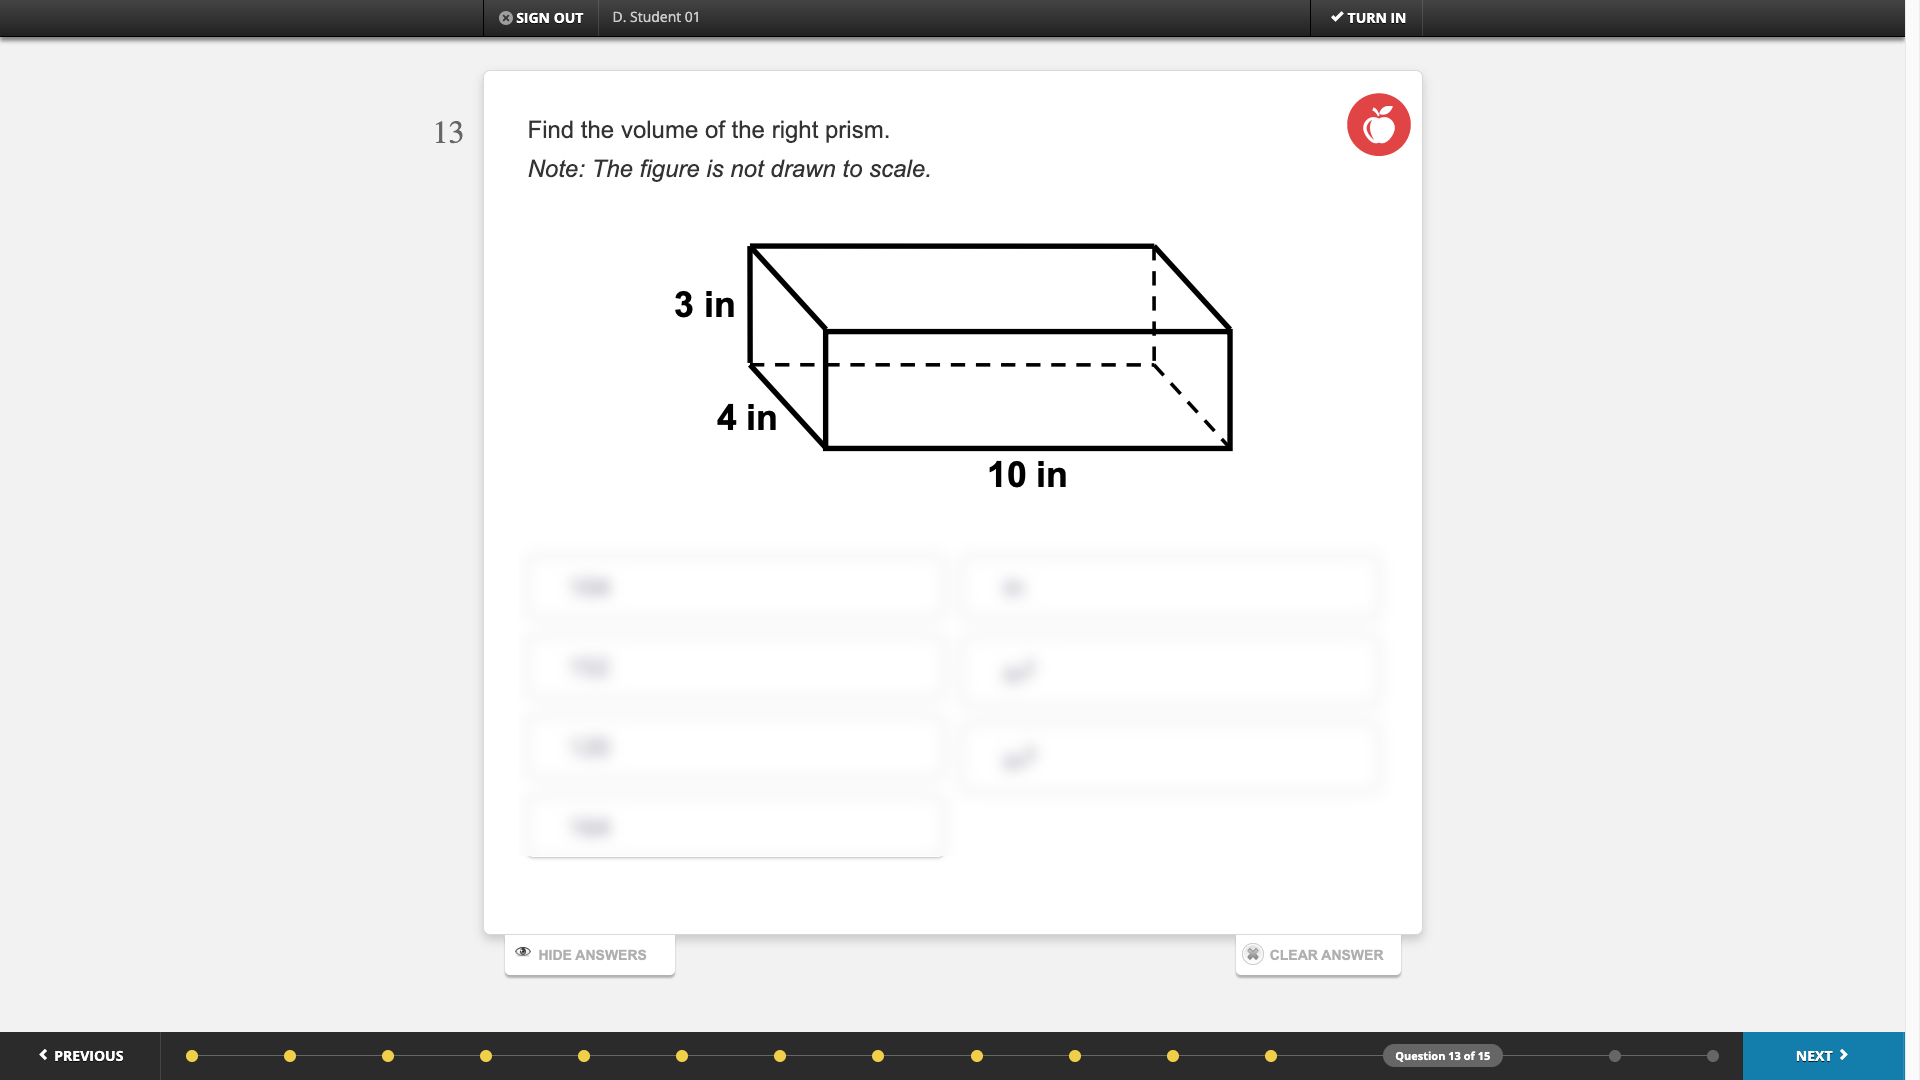 SIGN OUT
D. Student 01
TURN IN
13
Find the volume of the right prism.
Note: The figure is not drawn to scale.
3 in
4 in
10 in
HIDE ANSWERS
CLEAR ANSWER
PREVIOUS
Question 13 of 15
NEXT